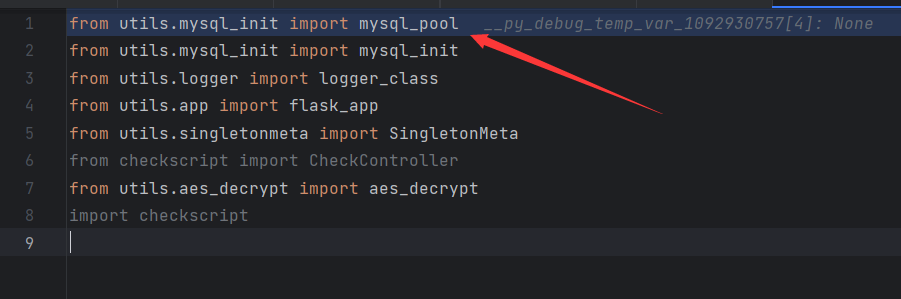 1 from utils.mysql_init import mysql_pool __py_debug_temp_var_1092930757[4]: None
2 from utils.mysql_init import mysql_init
3 from utils.logger import logger_class
4 from utils.app import flask_app
5 from utils.singletonmeta import SingletonMeta
6 from checkscript import CheckController
7 from utils.aes_decrypt import aes_decrypt
8 import checkscript
9